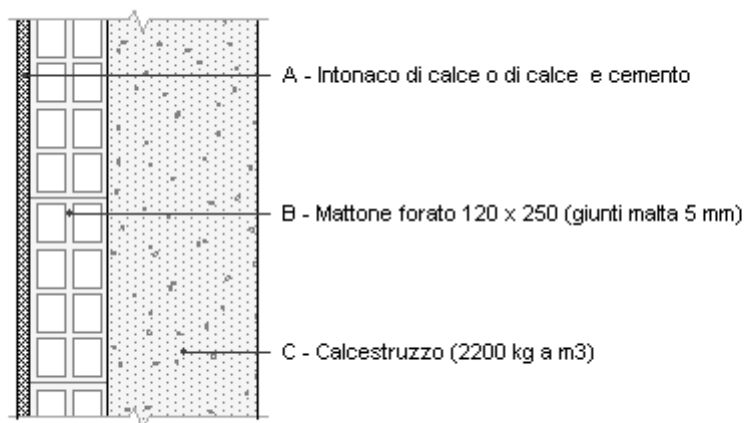 A - Intonaco di calce o di calce e cemento
B - Mattone forato 120 x 250 (giunti malta 5 mm)
C - Calcestruzzo (2200 kg a m3)